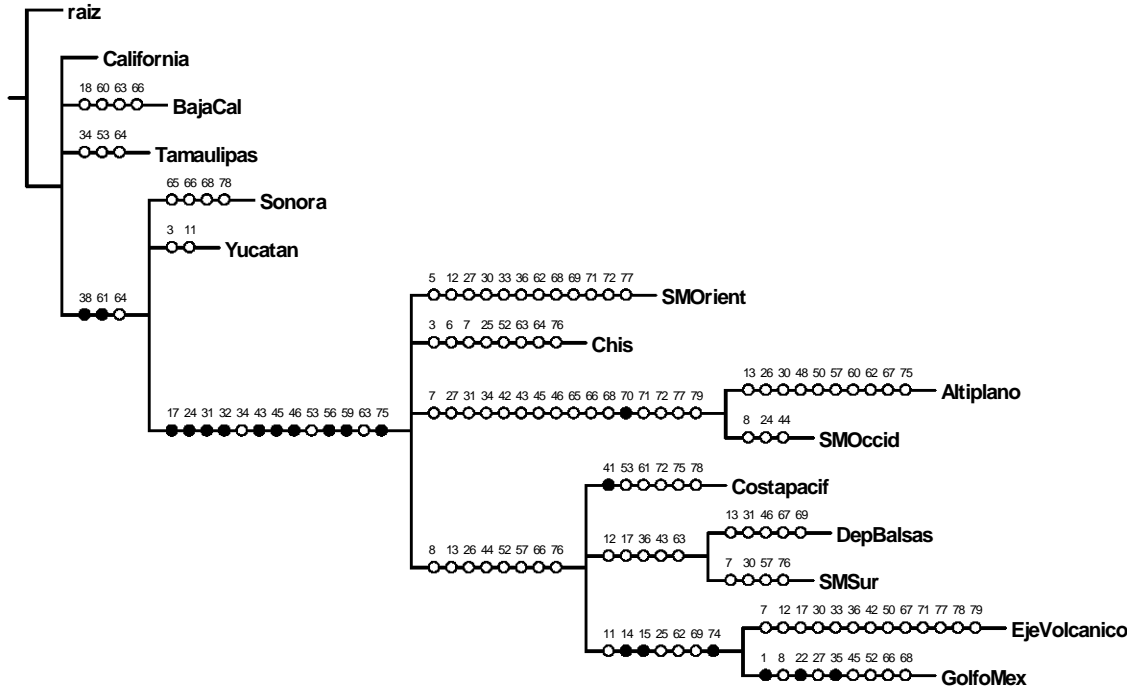 raiz
California
18 60 63 66
BajaCal
34 53 64
Tamaulipas
65 66 68 78
Sonora
3 11
Yucatan
38 61 64
5 12 27 30 33 36 62 68 69 71 72 77
SMOrient
3 6 7 25 52 63 64 76
Chis
13 26 30 48 50 57 60 62 67 75
Altiplano
7 27 31 34 42 43 45 46 65 66 68 70 71 72 77 79
8 24 44
SMOccid
17 24 31 32 34 43 45 46 53 56 59 63 75
41 53 61 72 75 78
Costapacif
13 31 46 67 69
DepBalsas
12 17 36 43 63
8 13 26 44 52 57 66 76
7 30 57 76
SMSur
7 12 17 30 33 36 42 50 67 71 77 78 79
EjeVolcanico
11 14 15 25 62 69 74
1 8 22 27 35 45 52 66 68
GolfoMex